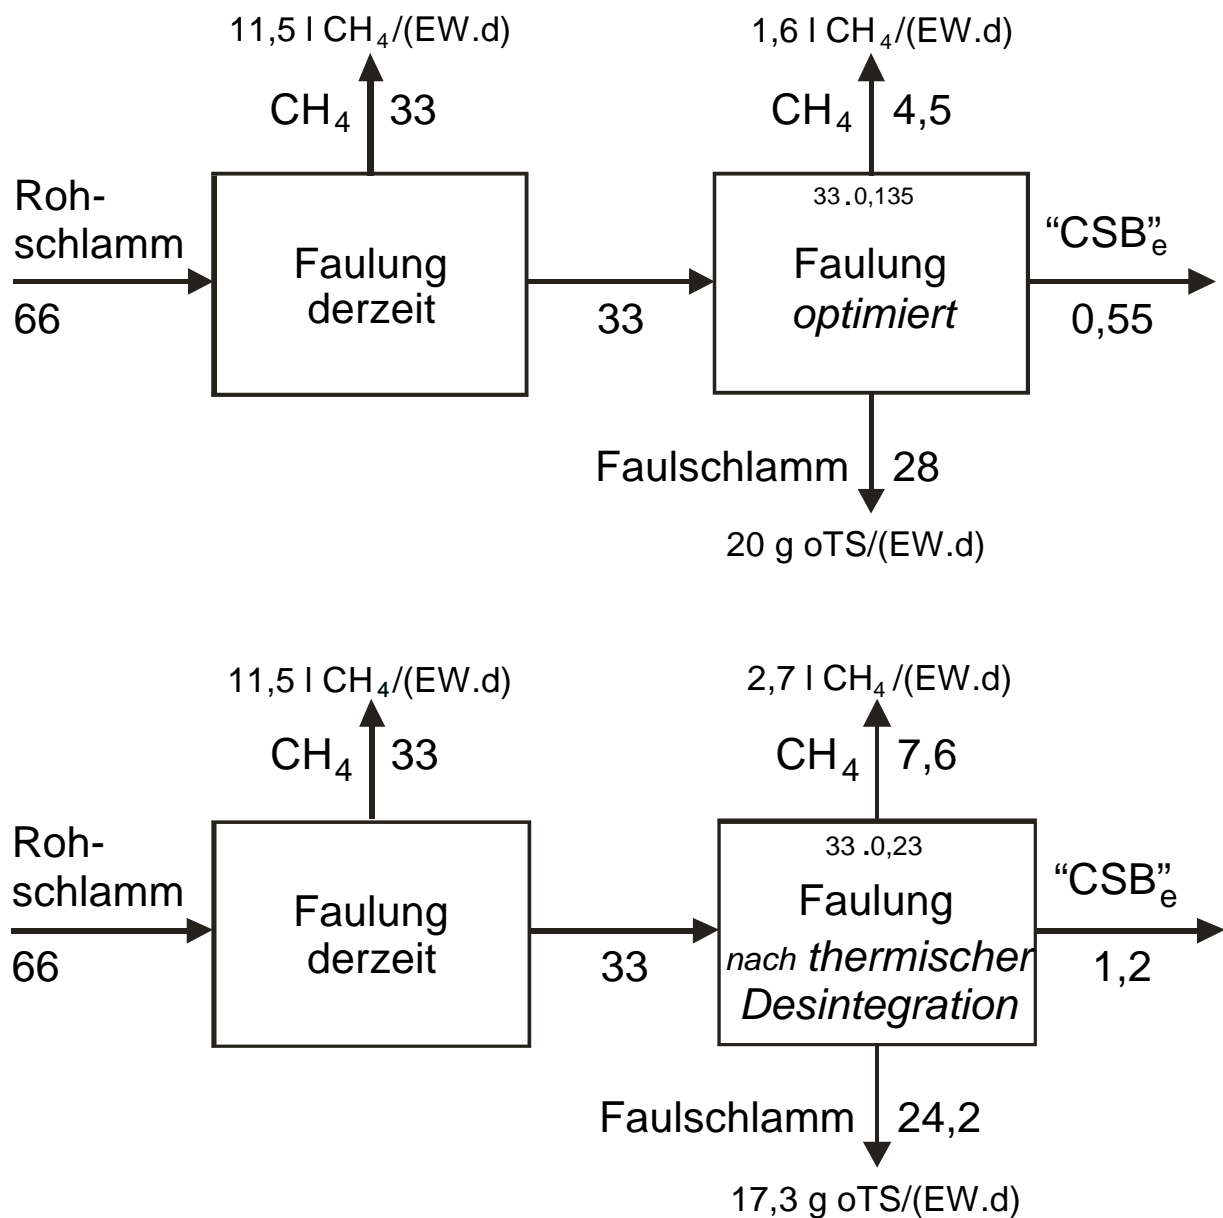 11,5 l CH₄/(EW.d)
1,6 l CH₄/(EW.d)
CH₄ 33
CH₄ 4,5
Roh-
schlamm
66
Faulung
derzeit
33
33.0,135
Faulung
optimiert
“CSB”e
0,55
Faulschlamm 28
20 g oTS/(EW.d)
11,5 l CH₄/(EW.d)
2,7 l CH₄/(EW.d)
CH₄ 33
CH₄ 7,6
Roh-
schlamm
66
Faulung
derzeit
33
33.0,23
Faulung
nach thermischer
Desintegration
“CSB”e
1,2
Faulschlamm 24,2
17,3 g oTS/(EW.d)